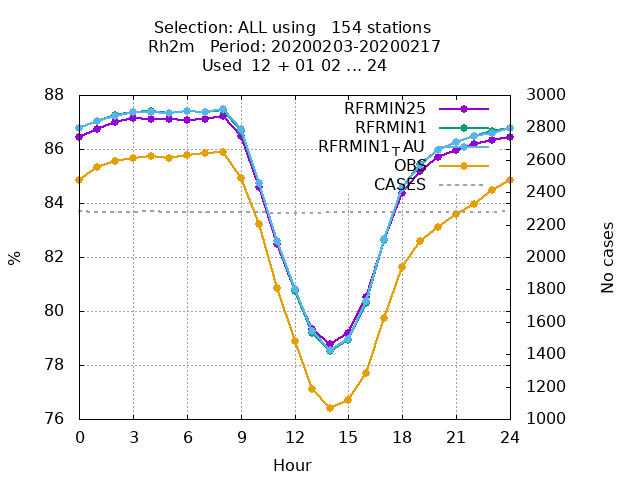 Selection: ALL using   154 stations
Rh2m   Period: 20200203-20200217
Used  12 + 01 02 ... 24
88 3000
RFRMIN25
2800
RFRMIN1
86 RFRMIN1┬AU
2600
OBS
CASES
2400
84
2200
% 82 2000 No cases
1800
80
1600
78 1400
1200
76 1000
0 3 6 9 12 15 18 21 24
Hour